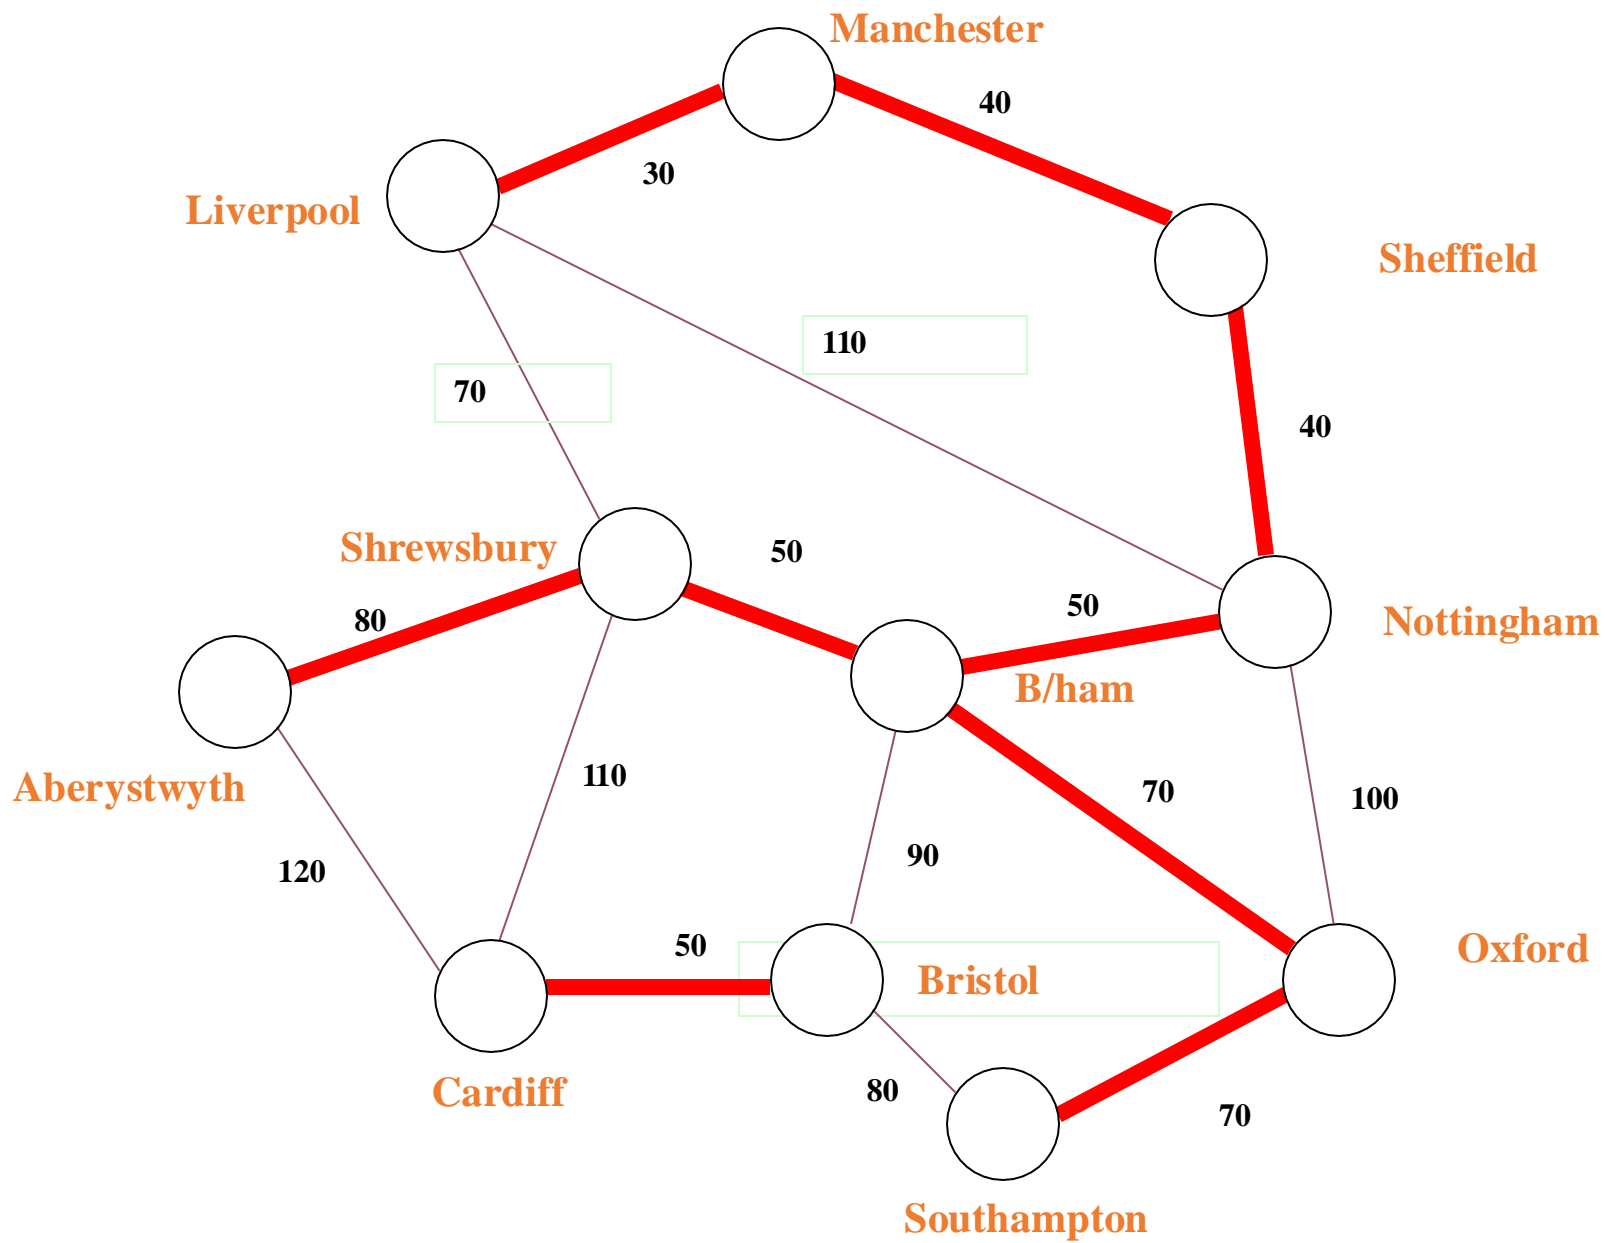 Manchester
40
30
Liverpool
Sheffield
110
70
40
Shrewsbury
50
50
80
Nottingham
B/ham
Aberystwyth
110
70
100
90
120
50
Oxford
Bristol
Cardiff
80
70
Southampton